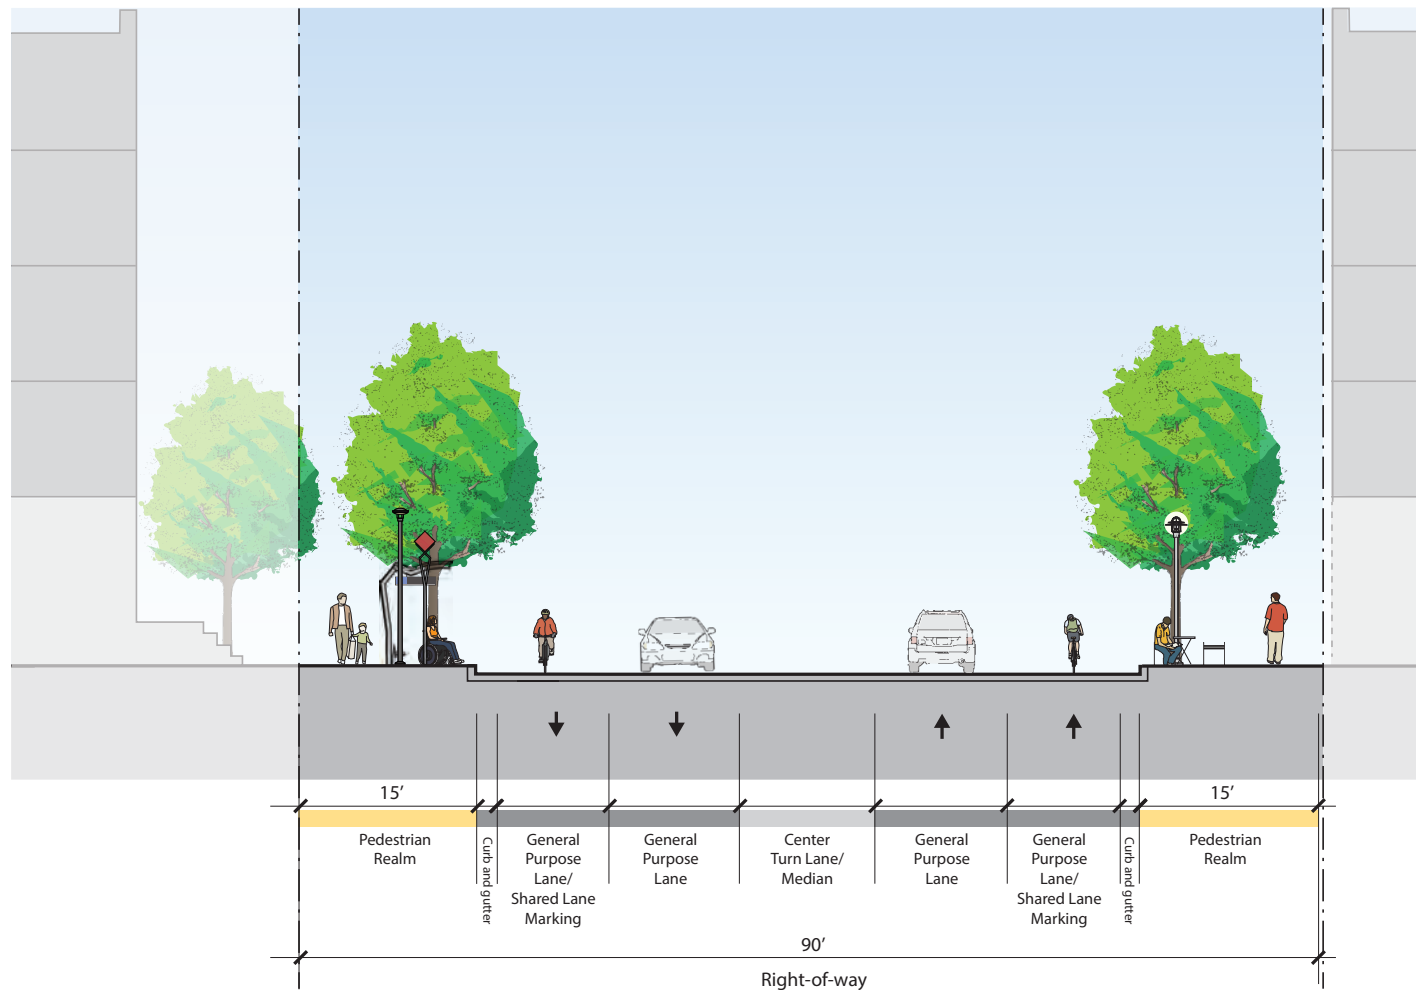 15’
15’
Pedestrian
Realm
Curb and gutter
General
Purpose
Lane/
Shared Lane
Marking
General
Purpose
Lane
Center
Turn Lane/
Median
General
Purpose
Lane
General
Purpose
Lane/
Shared Lane
Marking
Curb and gutter
Pedestrian
Realm
90’
Right-of-way